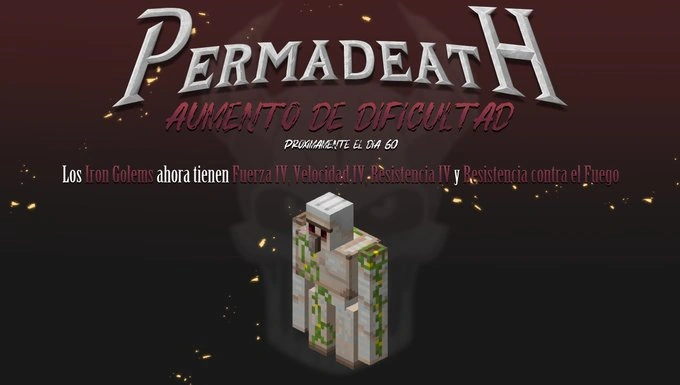 PERMADEATH
AUMENTO DE DIFICULTAD
PRÓXIMAMENTE EL DIA 60
Los Iron Golems ahora tienen Fuerza IV, Velocidad IV, Resistencia IV y Resistencia contra el Fuego